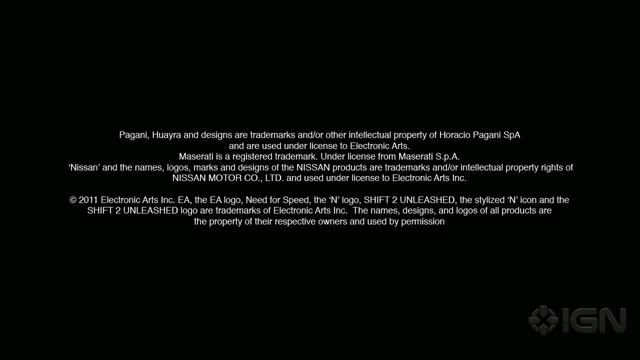 Pagani, Huayra and designs are trademarks and/or other intellectual property of Horacio Pagani SpA
and are used under license to Electronic Arts.
Maserati is a registered trademark. Under license from Maserati S.p.A.
'Nissan' and the names, logos, marks and designs of the NISSAN products are trademarks and/or intellectual property rights of
NISSAN MOTOR CO., LTD. and used under license to Electronic Arts Inc.
© 2011 Electronic Arts Inc. EA, the EA logo, Need for Speed, the 'N' logo, SHIFT 2 UNLEASHED, the stylized 'N' icon and the
SHIFT 2 UNLEASHED logo are trademarks of Electronic Arts Inc. The names, designs, and logos of all products are
the property of their respective owners and used by permission
IGN